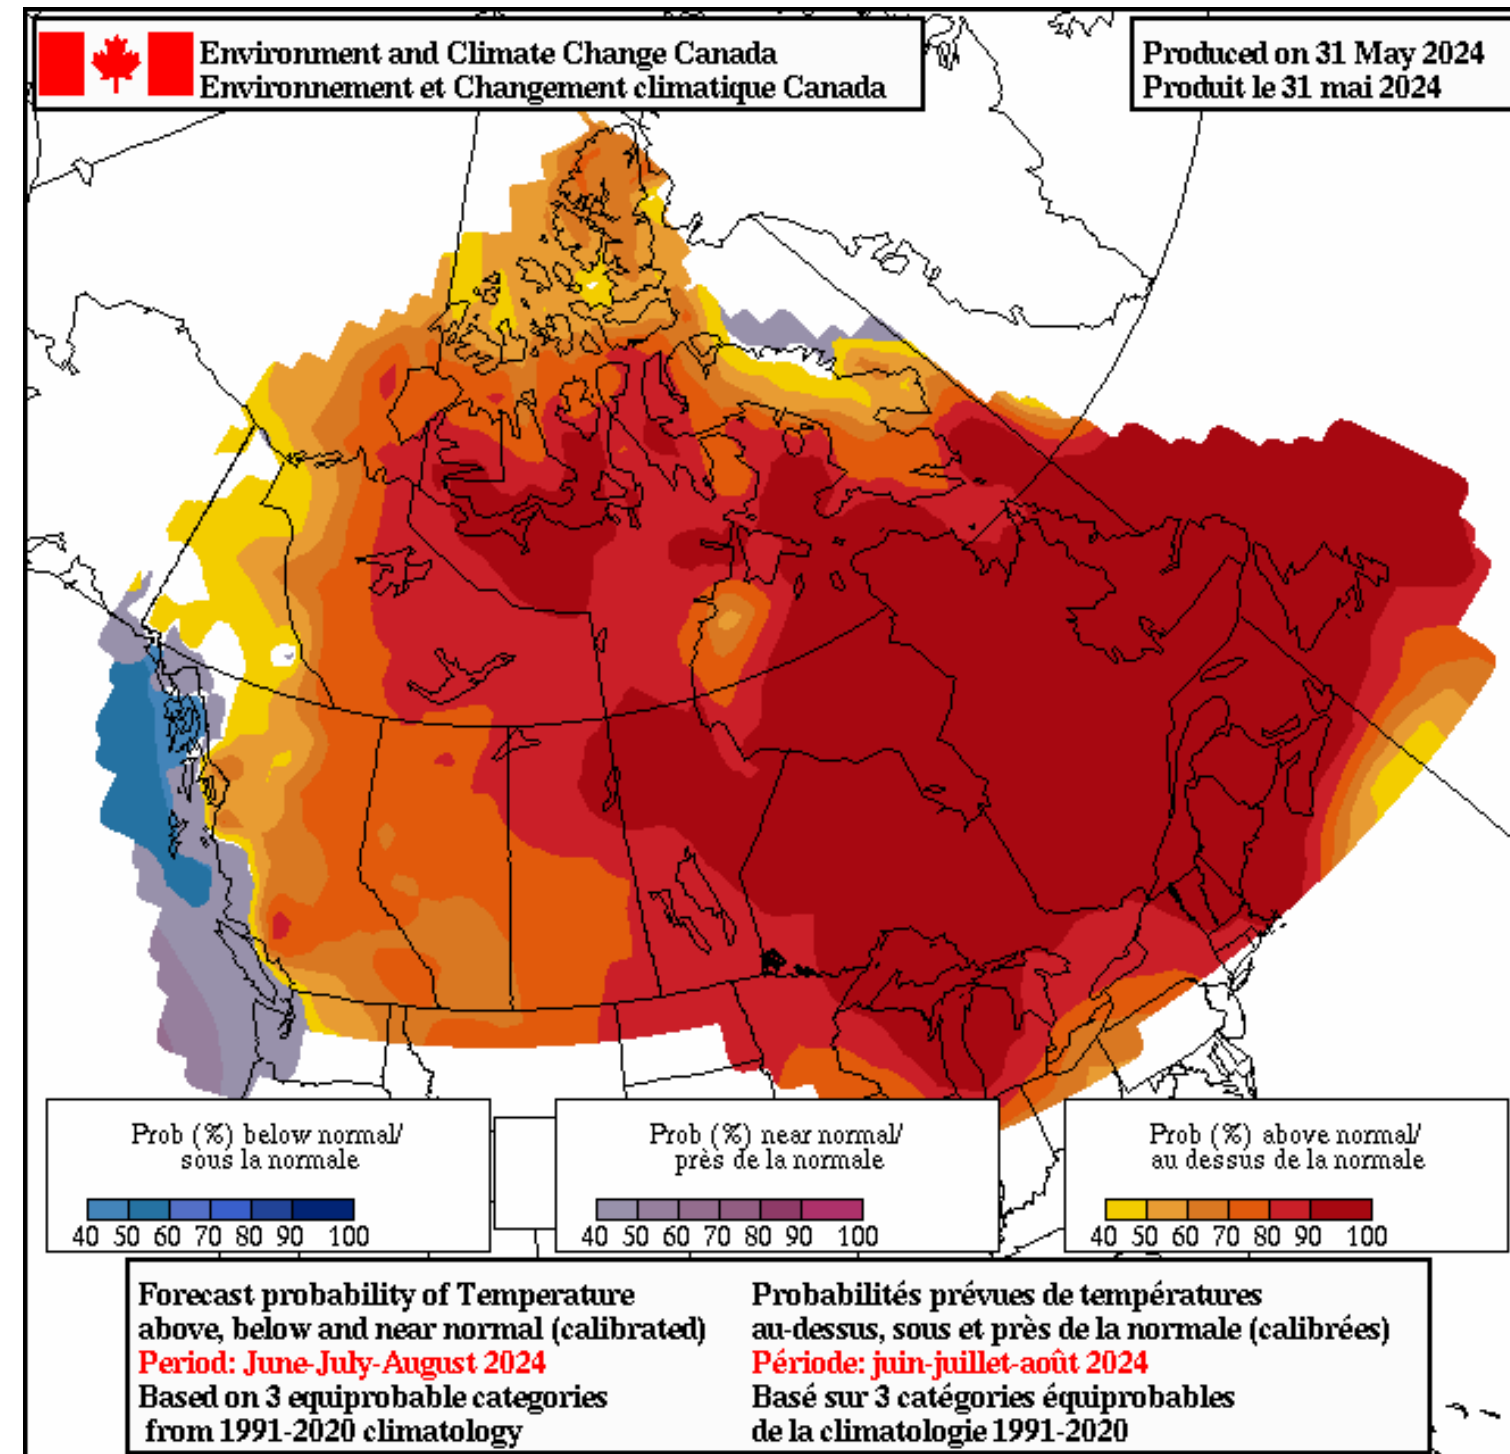 Environment and Climate Change Canada
Environnement et Changement climatique Canada
Produced on 31 May 2024
Produit le 31 mai 2024
Prob (%) below normal/
sous la normale
40 50 60 70 80 90 100
Prob (%) near normal/
près de la normale
40 50 60 70 80 90 100
Prob (%) above normal/
au dessus de la normale
40 50 60 70 80 90 100
Forecast probability of Temperature
above, below and near normal (calibrated)
Period: June-July-August 2024
Based on 3 equiprobable categories
from 1991-2020 climatology
Probabilités prévues de températures
au-dessus, sous et près de la normale (calibrées)
Période: juin-juillet-août 2024
Basé sur 3 catégories équiprobables
de la climatologie 1991-2020